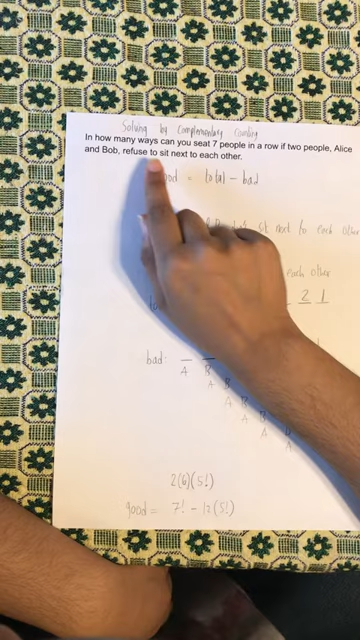 Solving by complementary counting
In how many ways can you seat 7 people in a row if two people, Alice
and Bob, refuse to sit next to each other.
= total - bad
sit next to each other
each other
2 1
bad: _ _
A B
A B
A B
A B
A
A
2(6)(5!)
good = 7! - 12(5!)